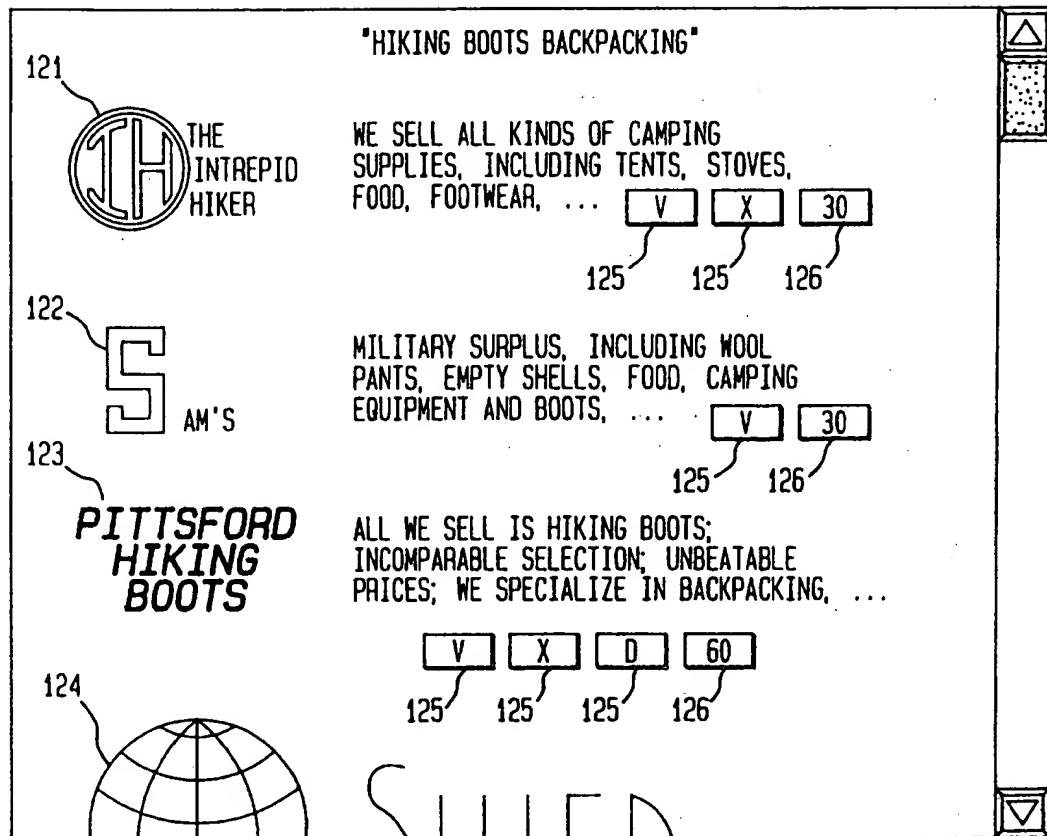 "HIKING BOOTS BACKPACKING"
121
IH
THE
INTREPID
HIKER
WE SELL ALL KINDS OF CAMPING
SUPPLIES, INCLUDING TENTS, STOVES,
FOOD, FOOTWEAR, ...
V X 30
125 125 126
122
S AM'S
MILITARY SURPLUS, INCLUDING WOOL
PANTS, EMPTY SHELLS, FOOD, CAMPING
EQUIPMENT AND BOOTS, ...
V 30
125 126
123
PITTSFORD
HIKING
BOOTS
ALL WE SELL IS HIKING BOOTS;
INCOMPARABLE SELECTION; UNBEATABLE
PRICES; WE SPECIALIZE IN BACKPACKING, ...
V X D 60
125 125 125 126
124